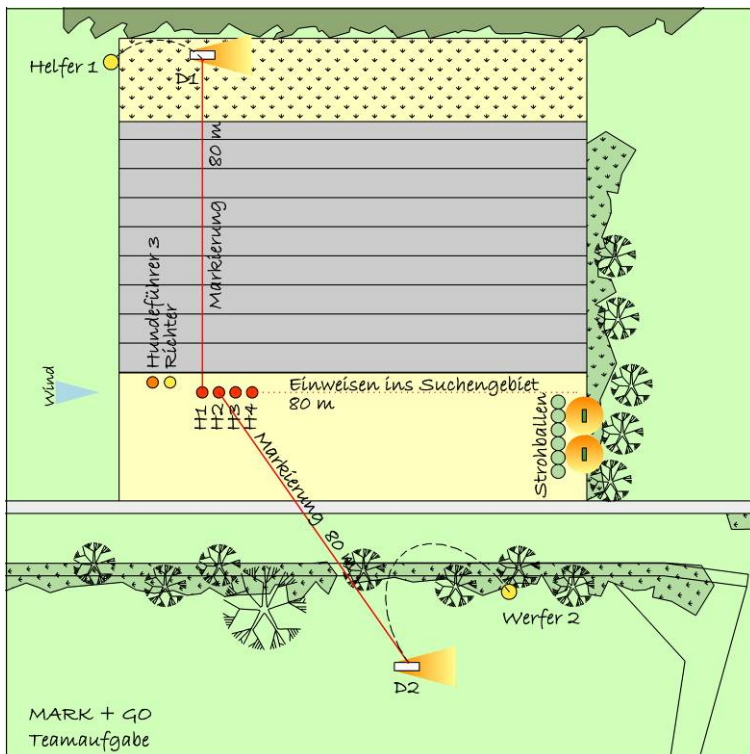 Helfer 1
D1
80 m
Markierung
Hundeführer 3
Richter
Wind
H1
H2
H3
H4
Einweisen ins Suchengebiet
80 m
Strohballen
Markierung 80 m
Werfer 2
D2
MARK + GO
Teamaufgabe